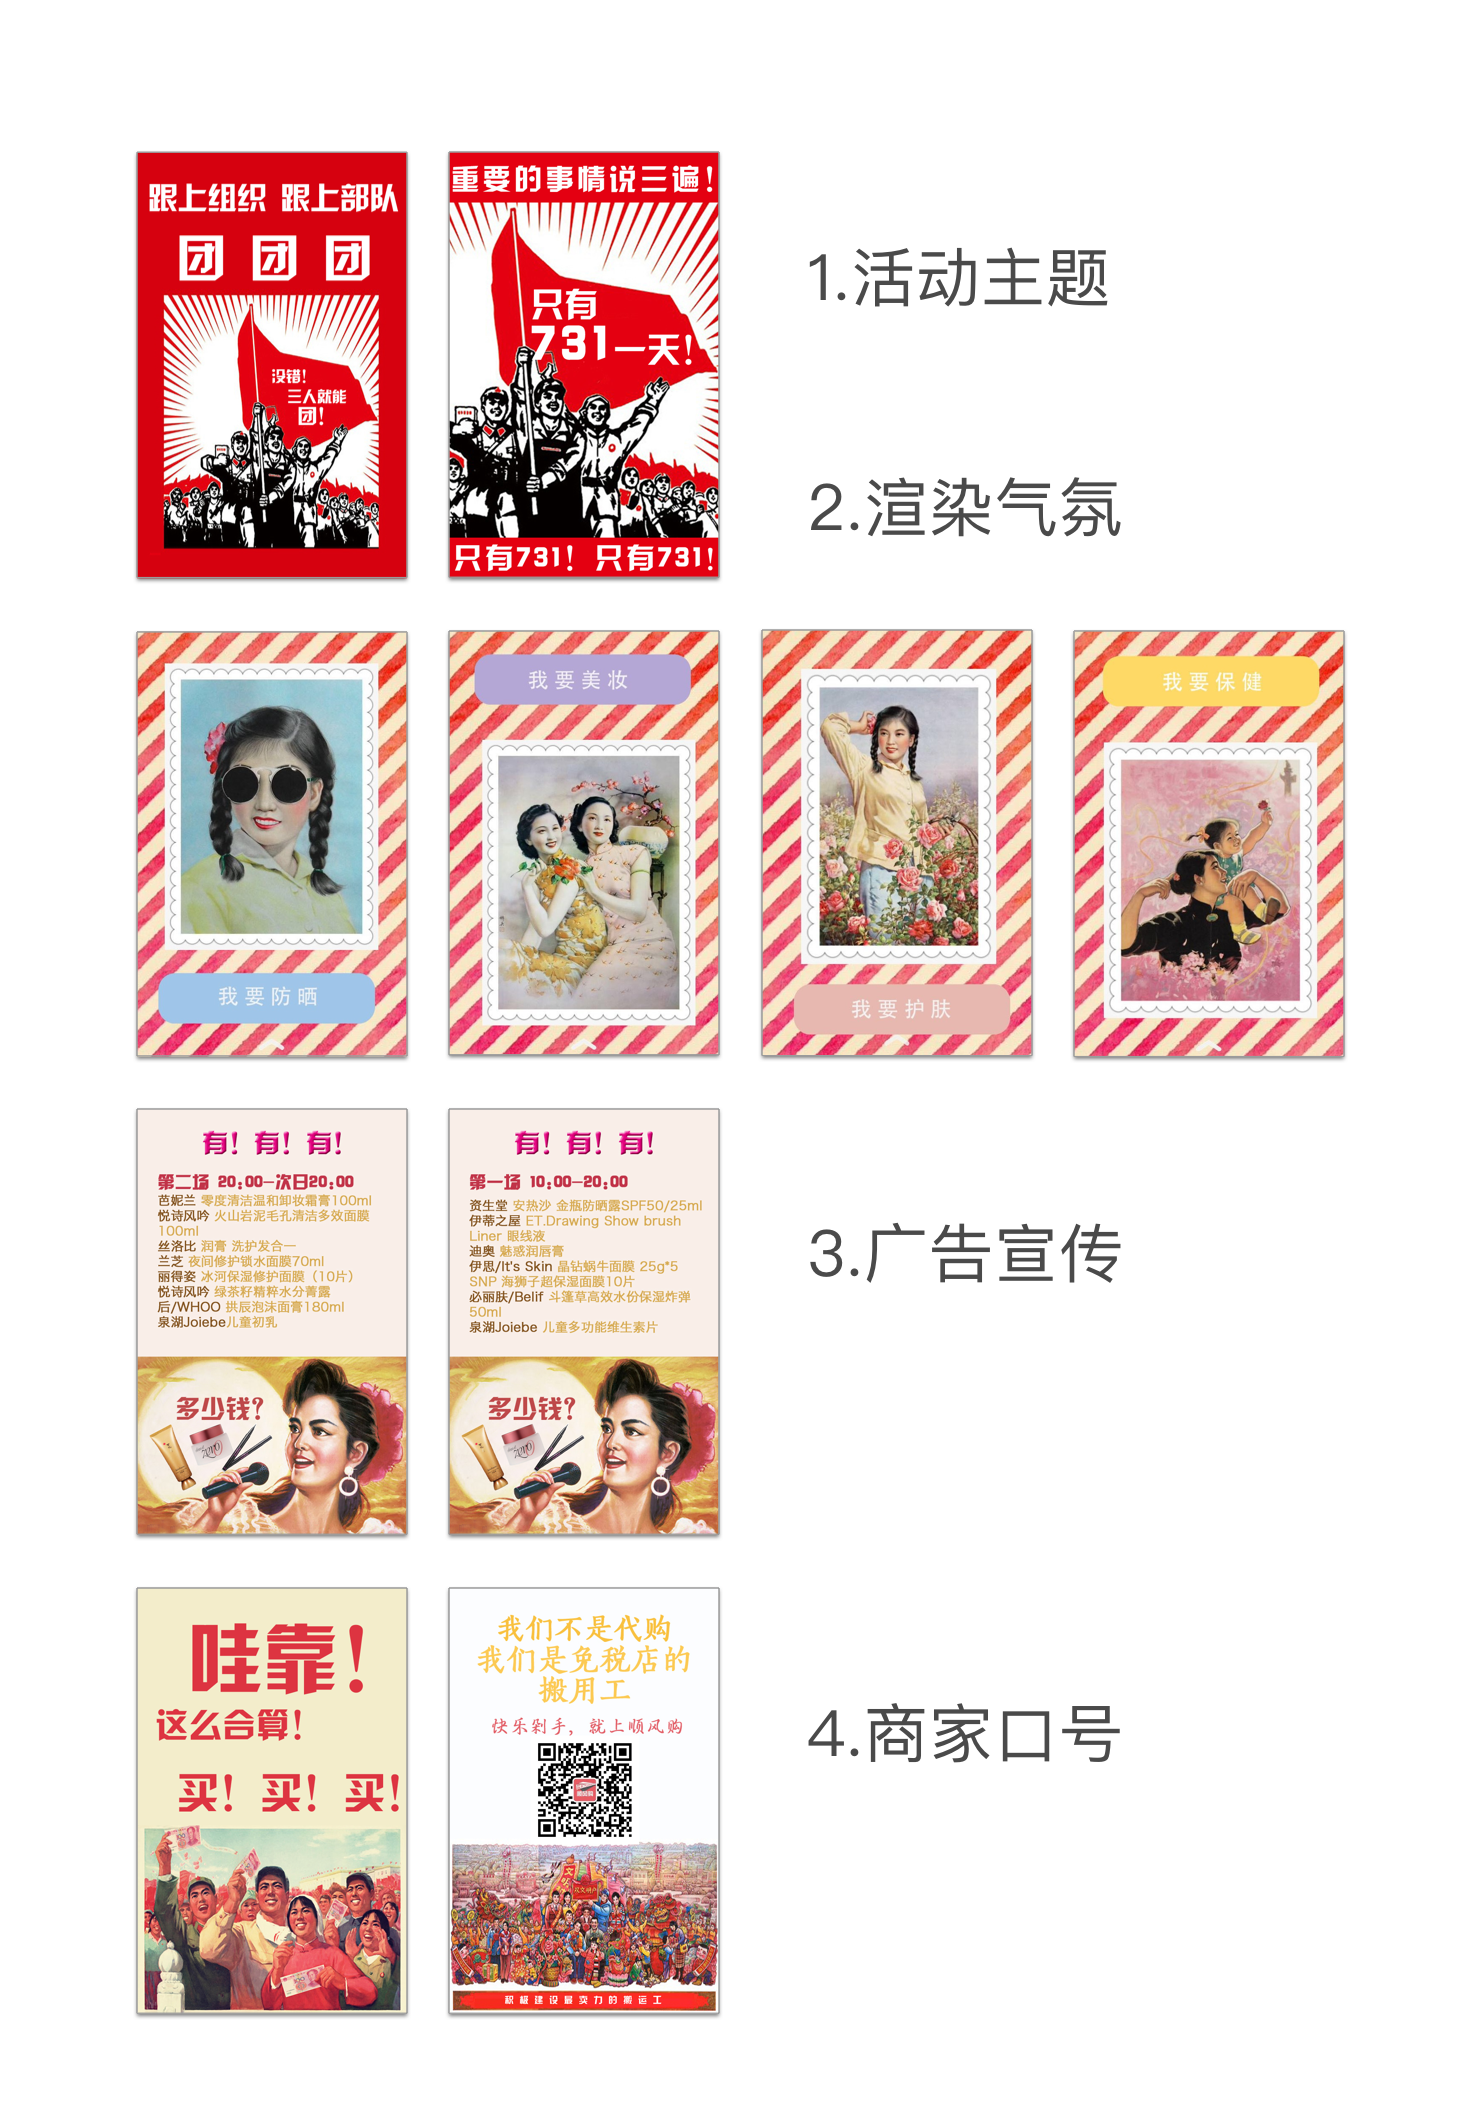 跟上组织 跟上部队
团 团 团
没错!
三人就能
团!
重要的事情说三遍!
只有
731一天!
只有731! 只有731!
1.活动主题
2.渲染气氛
我要防晒
我要美妆
我要护肤
我要保健
有! 有! 有!
第二场 20:00-次日20:00
芭妮兰 零度清洁温和卸妆霜膏100ml
悦诗风吟 火山岩泥毛孔清洁多效面膜
100ml
丝洛比 润膏 洗护发合一
兰芝 夜间修护锁水面膜70ml
丽得姿 冰河保湿修护面膜（10片）
悦诗风吟 绿茶籽精粹水分菁露
后/WHOO 拱辰泡沫面膏180ml
泉湖Joiebe儿童初乳
多少钱?
有! 有! 有!
第一场 10:00-20:00
资生堂 安热沙 金瓶防晒露SPF50/25ml
伊蒂之屋 ET.Drawing Show brush
Liner 眼线液
迪奥 魅惑润唇膏
伊思/It's Skin 晶钻蜗牛面膜 25g*5
SNP 海狮子超保湿面膜10片
必丽肤/Belif 斗篷草高效水份保湿炸弹
50ml
泉湖Joiebe 儿童多功能维生素片
多少钱?
3.广告宣传
哇靠!
这么合算!
买! 买! 买!
我们不是代购
我们是免税店的
搬用工
快乐剁手，就上顺风购
积极建设最卖力的搬运工
4.商家口号